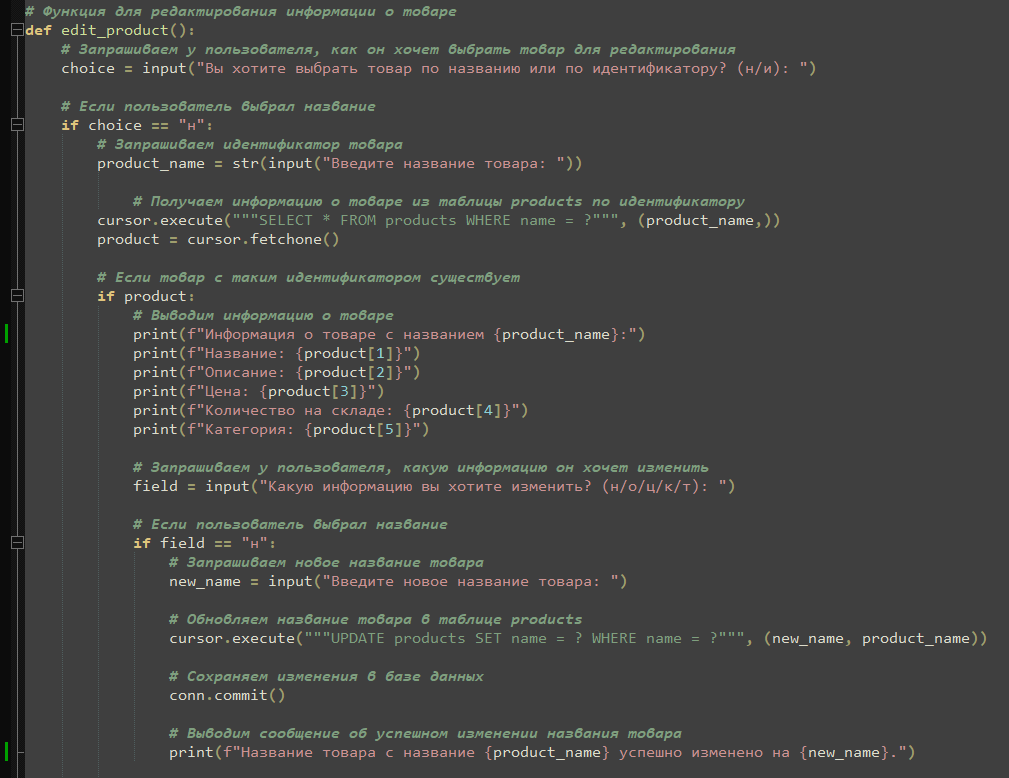 # Функция для редактирования информации о товаре
def edit_product():
    # Запрашиваем у пользователя, как он хочет выбрать товар для редактирования
    choice = input("Вы хотите выбрать товар по названию или по идентификатору? (н/и): ")
    # Если пользователь выбрал название
    if choice == "н":
        # Запрашиваем идентификатор товара
        product_name = str(input("Введите название товара: "))
            # Получаем информацию о товаре из таблицы products по идентификатору
        cursor.execute("""SELECT * FROM products WHERE name = ?""", (product_name,))
        product = cursor.fetchone()
        # Если товар с таким идентификатором существует
        if product:
            # Выводим информацию о товаре
            print(f"Информация о товаре с названием {product_name}:")
            print(f"Название: {product[1]}")
            print(f"Описание: {product[2]}")
            print(f"Цена: {product[3]}")
            print(f"Количество на складе: {product[4]}")
            print(f"Категория: {product[5]}")
            # Запрашиваем у пользователя, какую информацию он хочет изменить
            field = input("Какую информацию вы хотите изменить? (н/о/ц/к/т): ")
            # Если пользователь выбрал название
            if field == "н":
                # Запрашиваем новое название товара
                new_name = input("Введите новое название товара: ")
                # Обновляем название товара в таблице products
                cursor.execute("""UPDATE products SET name = ? WHERE name = ?""", (new_name, product_name))
                # Сохраняем изменения в базе данных
                conn.commit()
                # Выводим сообщение об успешном изменении названия товара
                print(f"Название товара с название {product_name} успешно изменено на {new_name}.")